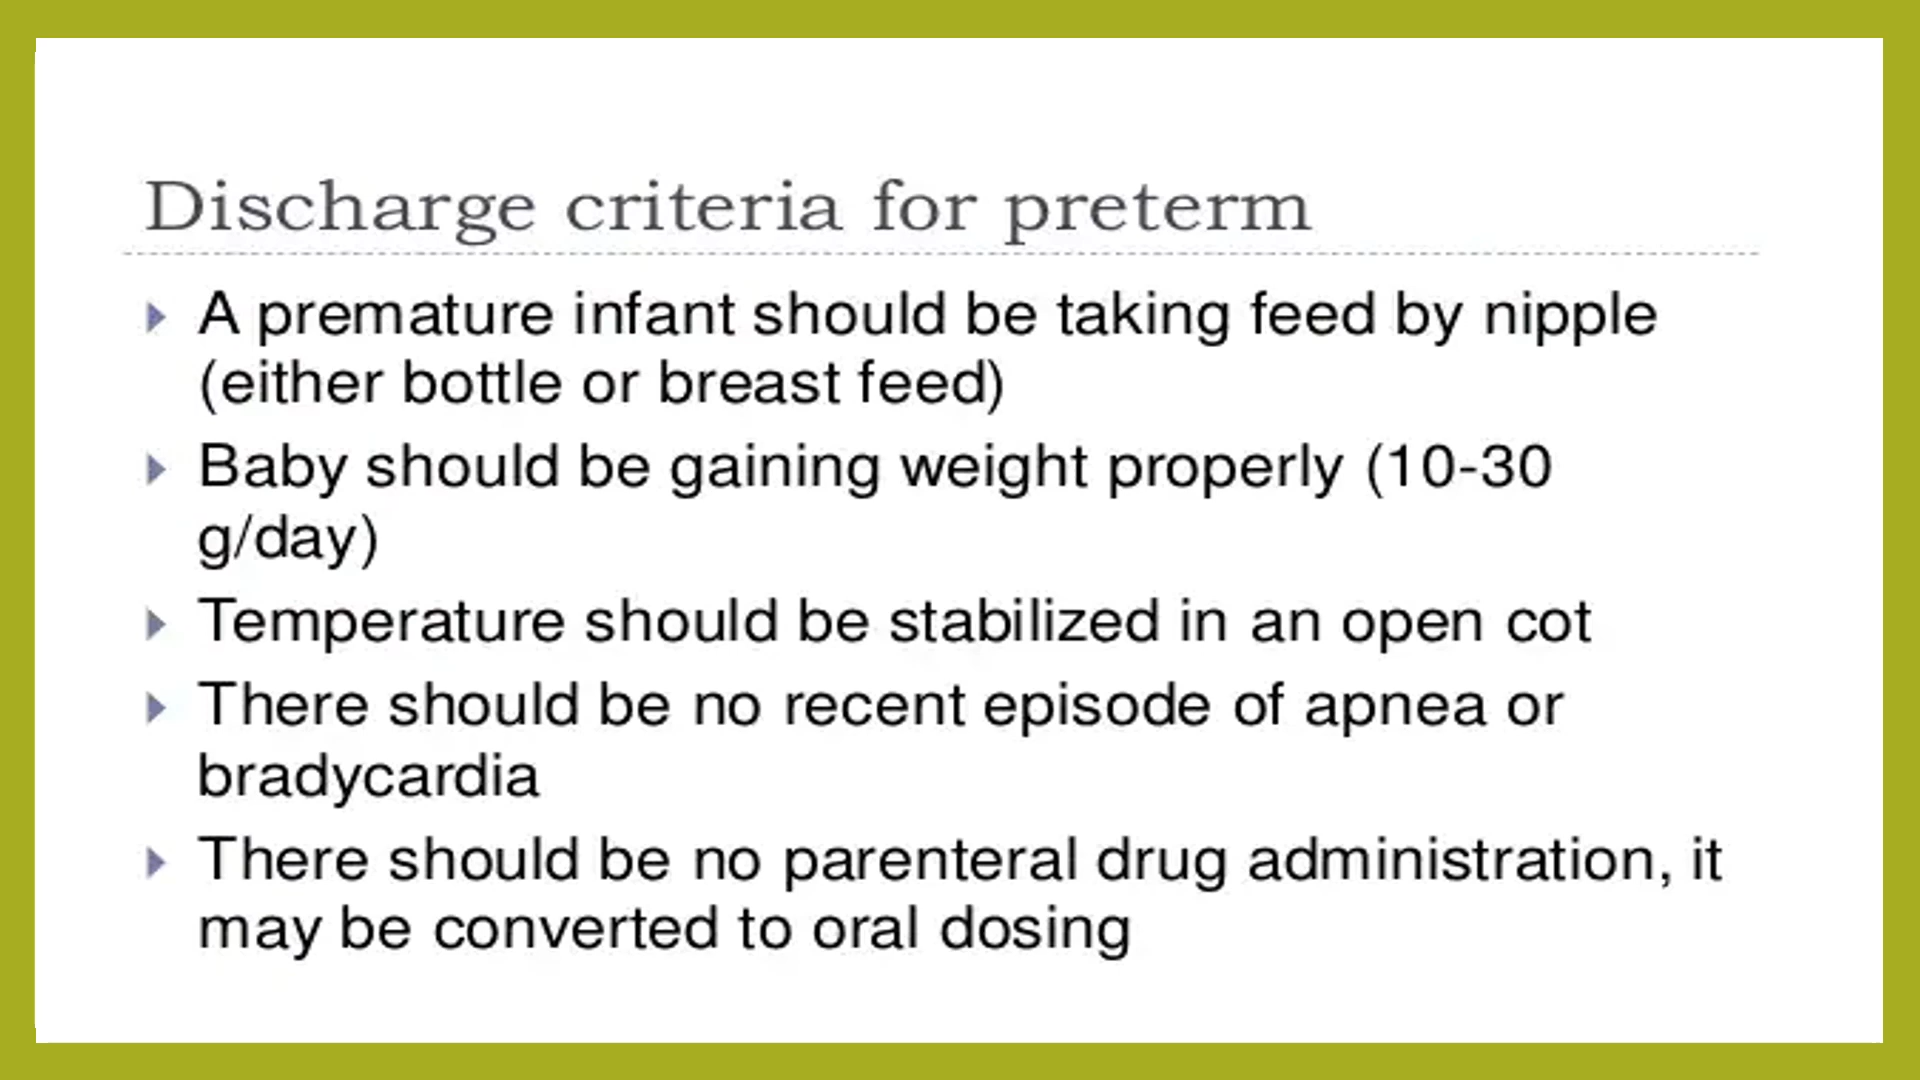 Discharge criteria for preterm
A premature infant should be taking feed by nipple
(either bottle or breast feed)
Baby should be gaining weight properly (10-30
g/day)
Temperature should be stabilized in an open cot
There should be no recent episode of apnea or
bradycardia
There should be no parenteral drug administration, it
may be converted to oral dosing